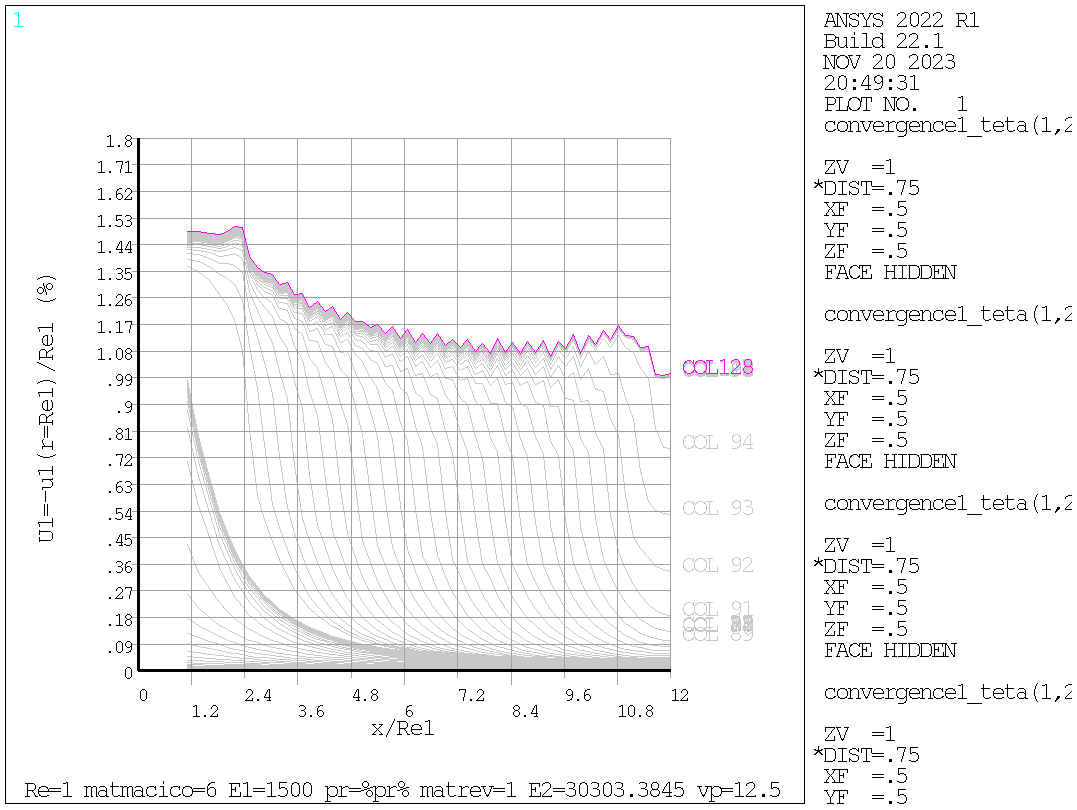 1
ANSYS 2022 R1
Build 22.1
NOV 20 2023
20:49:31
PLOT NO. 1
convergence1_teta(1,2
ZV =1
*DIST=.75
XF =.5
YF =.5
ZF =.5
FACE HIDDEN
convergence1_teta(1,2
ZV =1
*DIST=.75
XF =.5
YF =.5
ZF =.5
FACE HIDDEN
convergence1_teta(1,2
ZV =1
*DIST=.75
XF =.5
YF =.5
ZF =.5
FACE HIDDEN
convergence1_teta(1,2
ZV =1
*DIST=.75
XF =.5
YF =.5
U1=-u1(r=Re1)/Re1 (%)
1.8
1.71
1.62
1.53
1.44
1.35
1.26
1.17
1.08
.99
.9
.81
.72
.63
.54
.45
.36
.27
.18
.09
0
COL128
COL 94
COL 93
COL 92
COL 91
COL 89
0
1.2
2.4
3.6
4.8
6
7.2
8.4
9.6
10.8
12
x/Re1
Re=1 matmacico=6 E1=1500 pr=%pr% matrev=1 E2=30303.3845 vp=12.5